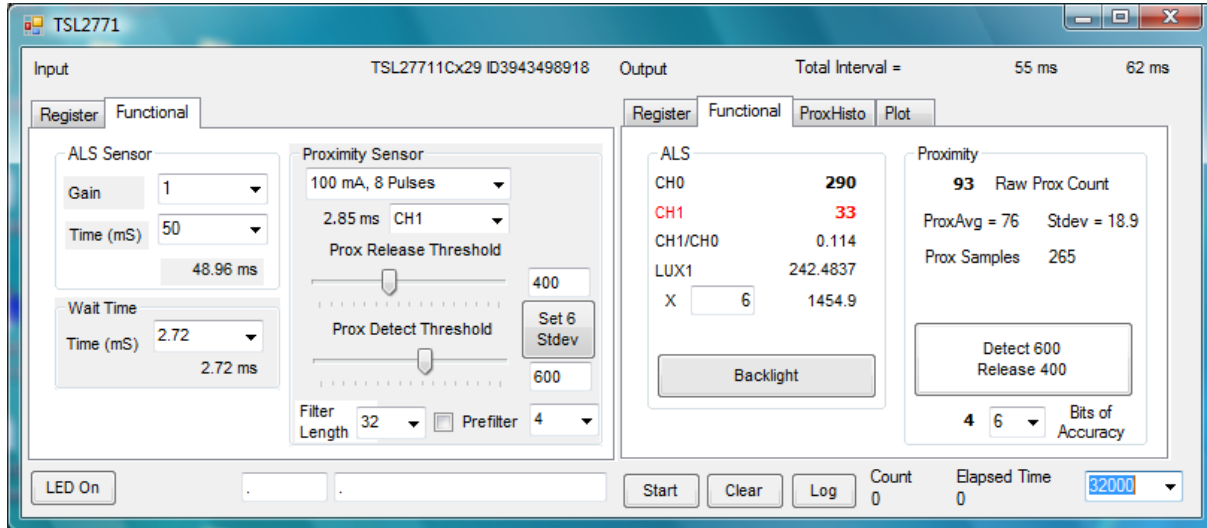 TSL2771
Input
TSL27711Cx29 ID3943498918
Output
Total Interval =
55 ms
62 ms
Register
Functional
ALS Sensor
Gain
1
Time (mS)
50
48.96 ms
Wait Time
Time (mS)
2.72
2.72 ms
Proximity Sensor
100 mA, 8 Pulses
2.85 ms
CH1
Prox Release Threshold
400
Set 6
Stdev
Prox Detect Threshold
600
Filter
Length
32
Prefilter
4
Register
Functional
ProxHisto
Plot
ALS
CH0 290
CH1 33
CH1/CH0 0.114
LUX1 242.4837
X 6 1454.9
Backlight
Proximity
93 Raw Prox Count
ProxAvg = 76 Stdev = 18.9
Prox Samples 265
Detect 600
Release 400
4
6
Bits of
Accuracy
LED On
.
.
Start
Clear
Log
Count
0
Elapsed Time
0
32000